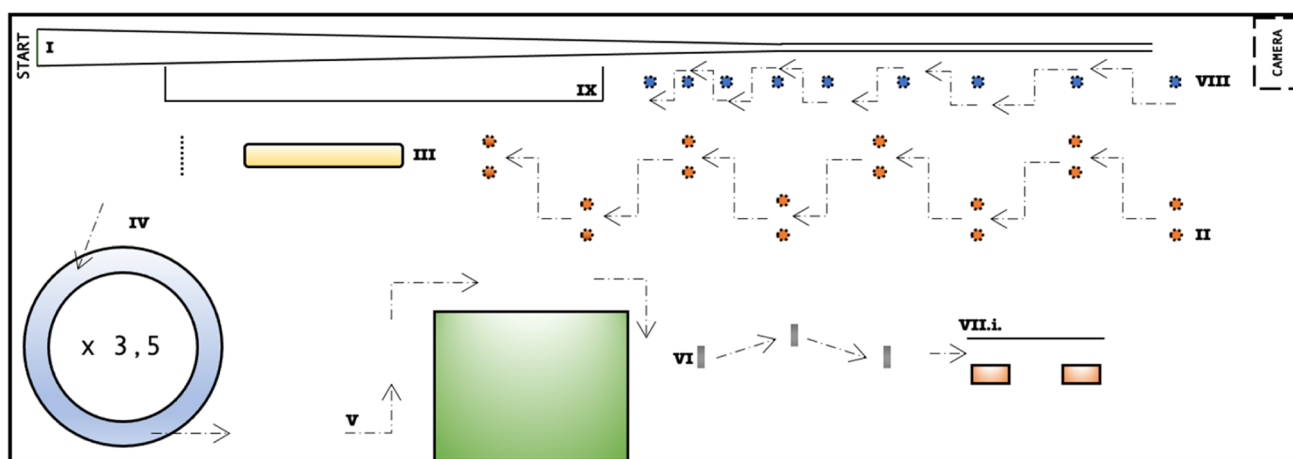 START
I
CAMERA
IX
VIII
III
II
IV
x 3,5
V
VI
VII.i.